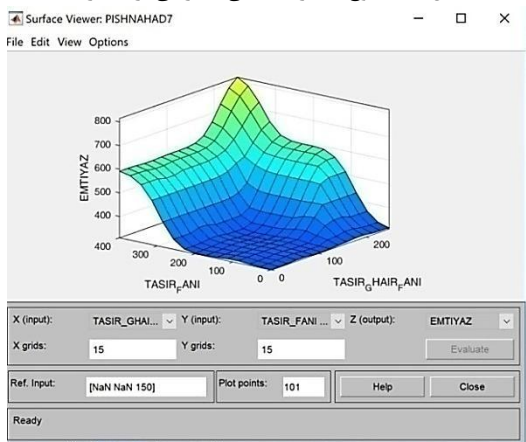 Surface Viewer: PISHNAHAD7
File Edit View Options
800
700
600
500
400
EMTIYAZ
400
300
200
100
0
TASIR_FANI
0
100
200
TASIR_GHAIR_FANI
X (input): TASIR_GHAI... Y (input): TASIR_FANI ... Z (output): EMTIYAZ
X grids: 15 Y grids: 15 Evaluate
Ref. Input: [NaN NaN 150] Plot points: 101 Help Close
Ready